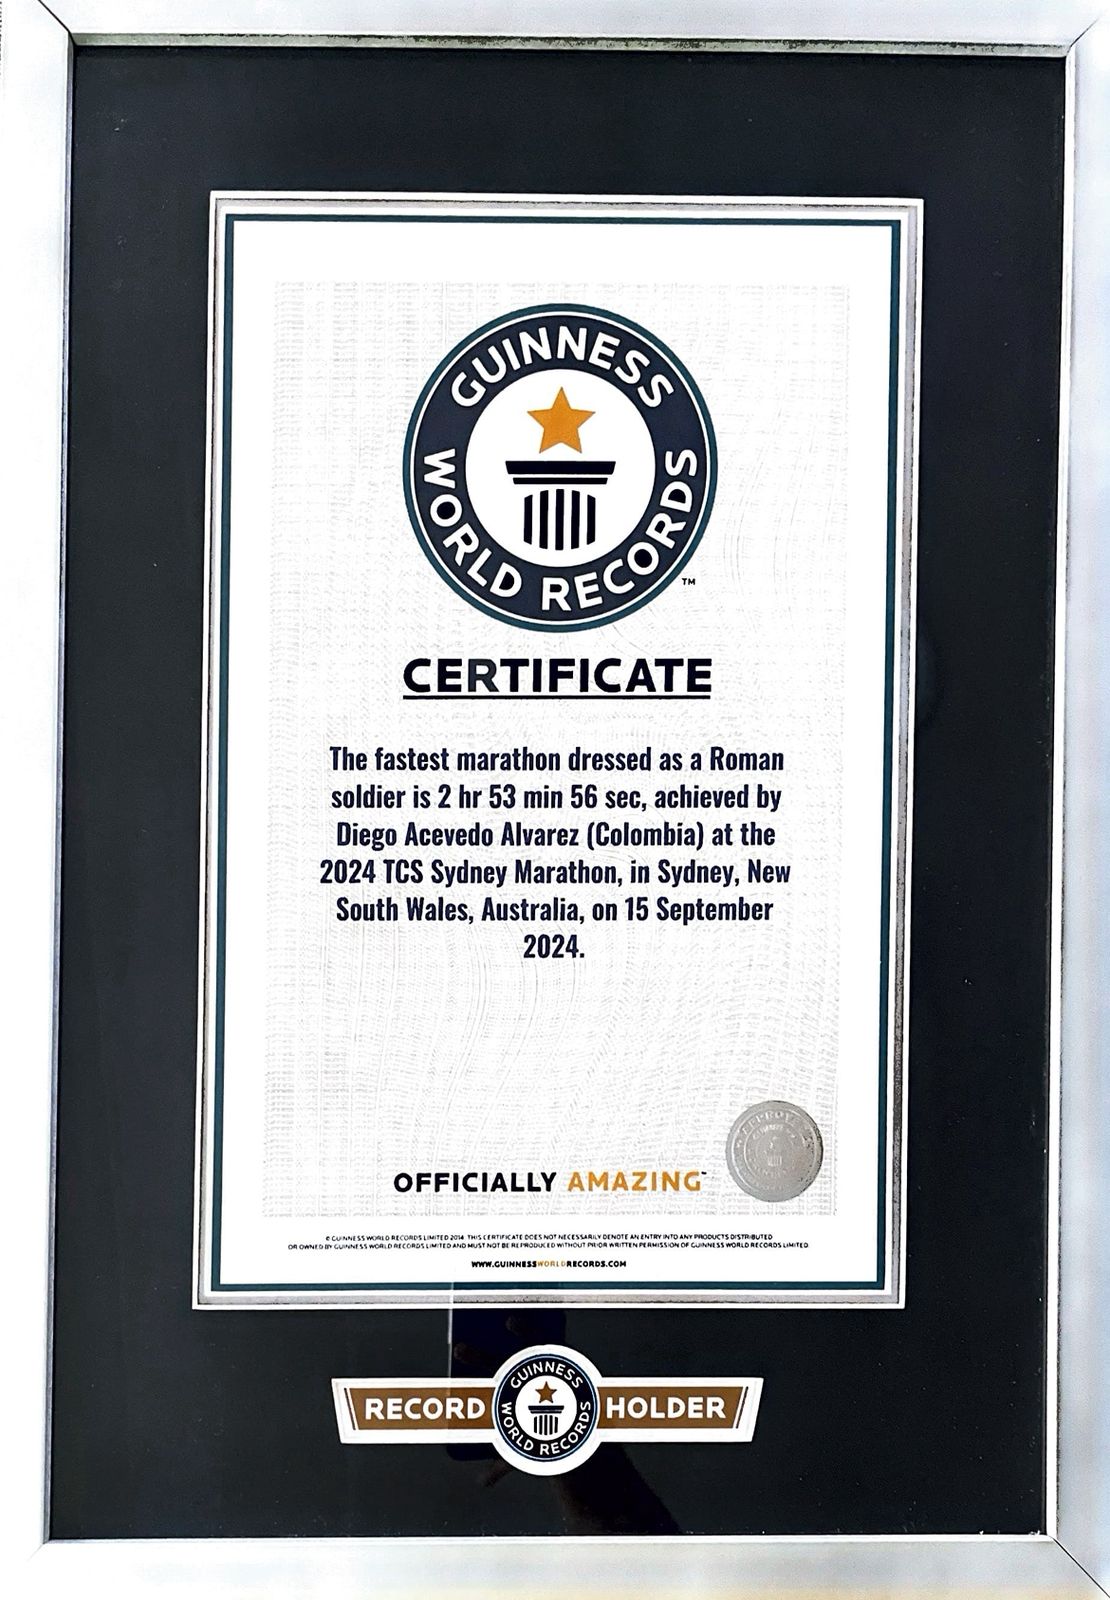 GUINNESS
WORLD RECORDS
TM
CERTIFICATE
The fastest marathon dressed as a Roman
soldier is 2 hr 53 min 56 sec, achieved by
Diego Acevedo Alvarez (Colombia) at the
2024 TCS Sydney Marathon, in Sydney, New
South Wales, Australia, on 15 September
2024.
APPROVED
OFFICIALLY AMAZING™
© GUINNESS WORLD RECORDS LIMITED 2014. THIS CERTIFICATE DOES NOT NECESSARILY DENOTE AN ENTRY INTO ANY PRODUCTS DISTRIBUTED
OR OWNED BY GUINNESS WORLD RECORDS LIMITED AND MUST NOT BE REPRODUCED WITHOUT PRIOR WRITTEN PERMISSION OF GUINNESS WORLD RECORDS LIMITED.
WWW.GUINNESSWORLDRECORDS.COM
RECORD GUINNESS WORLD RECORDS HOLDER